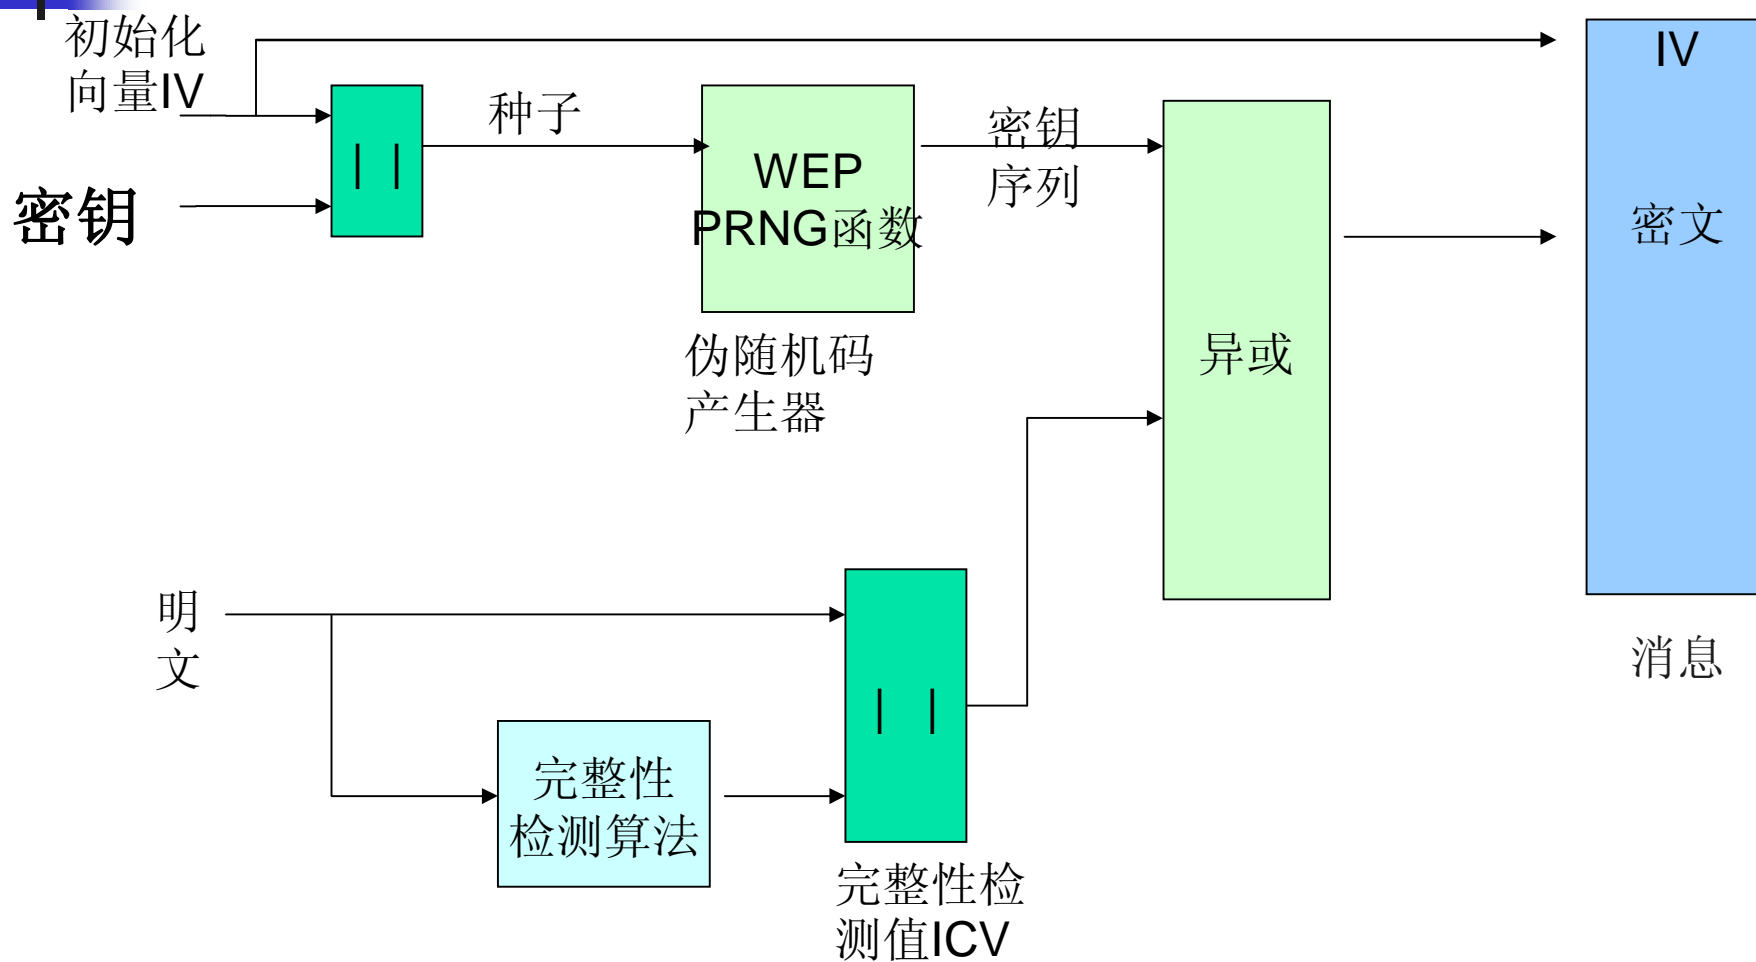 初始化
向量IV
密钥
| |
种子
WEP
PRNG函数
伪随机码
产生器
密钥
序列
异或
IV
密文
消息
明
文
完整性
检测算法
| |
完整性检
测值ICV